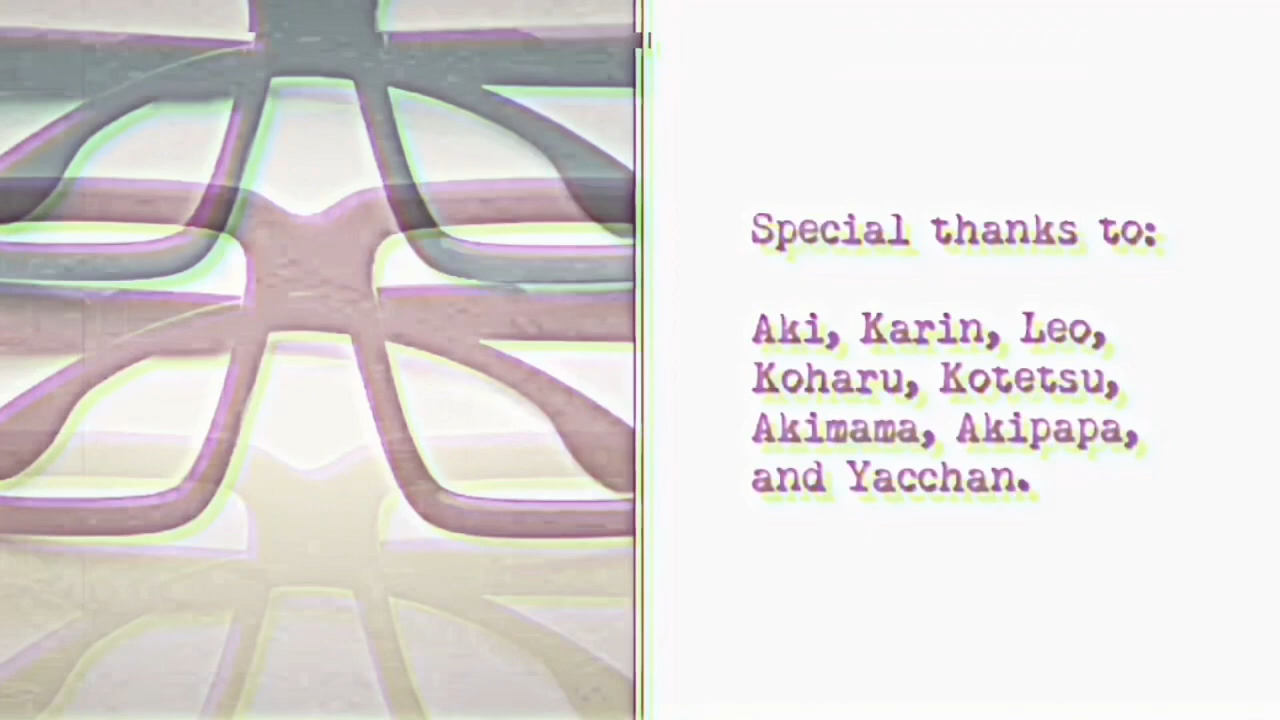 Special thanks to:
Aki, Karin, Leo,
Koharu, Kotetsu,
Akimama, Akipapa,
and Yacchan.